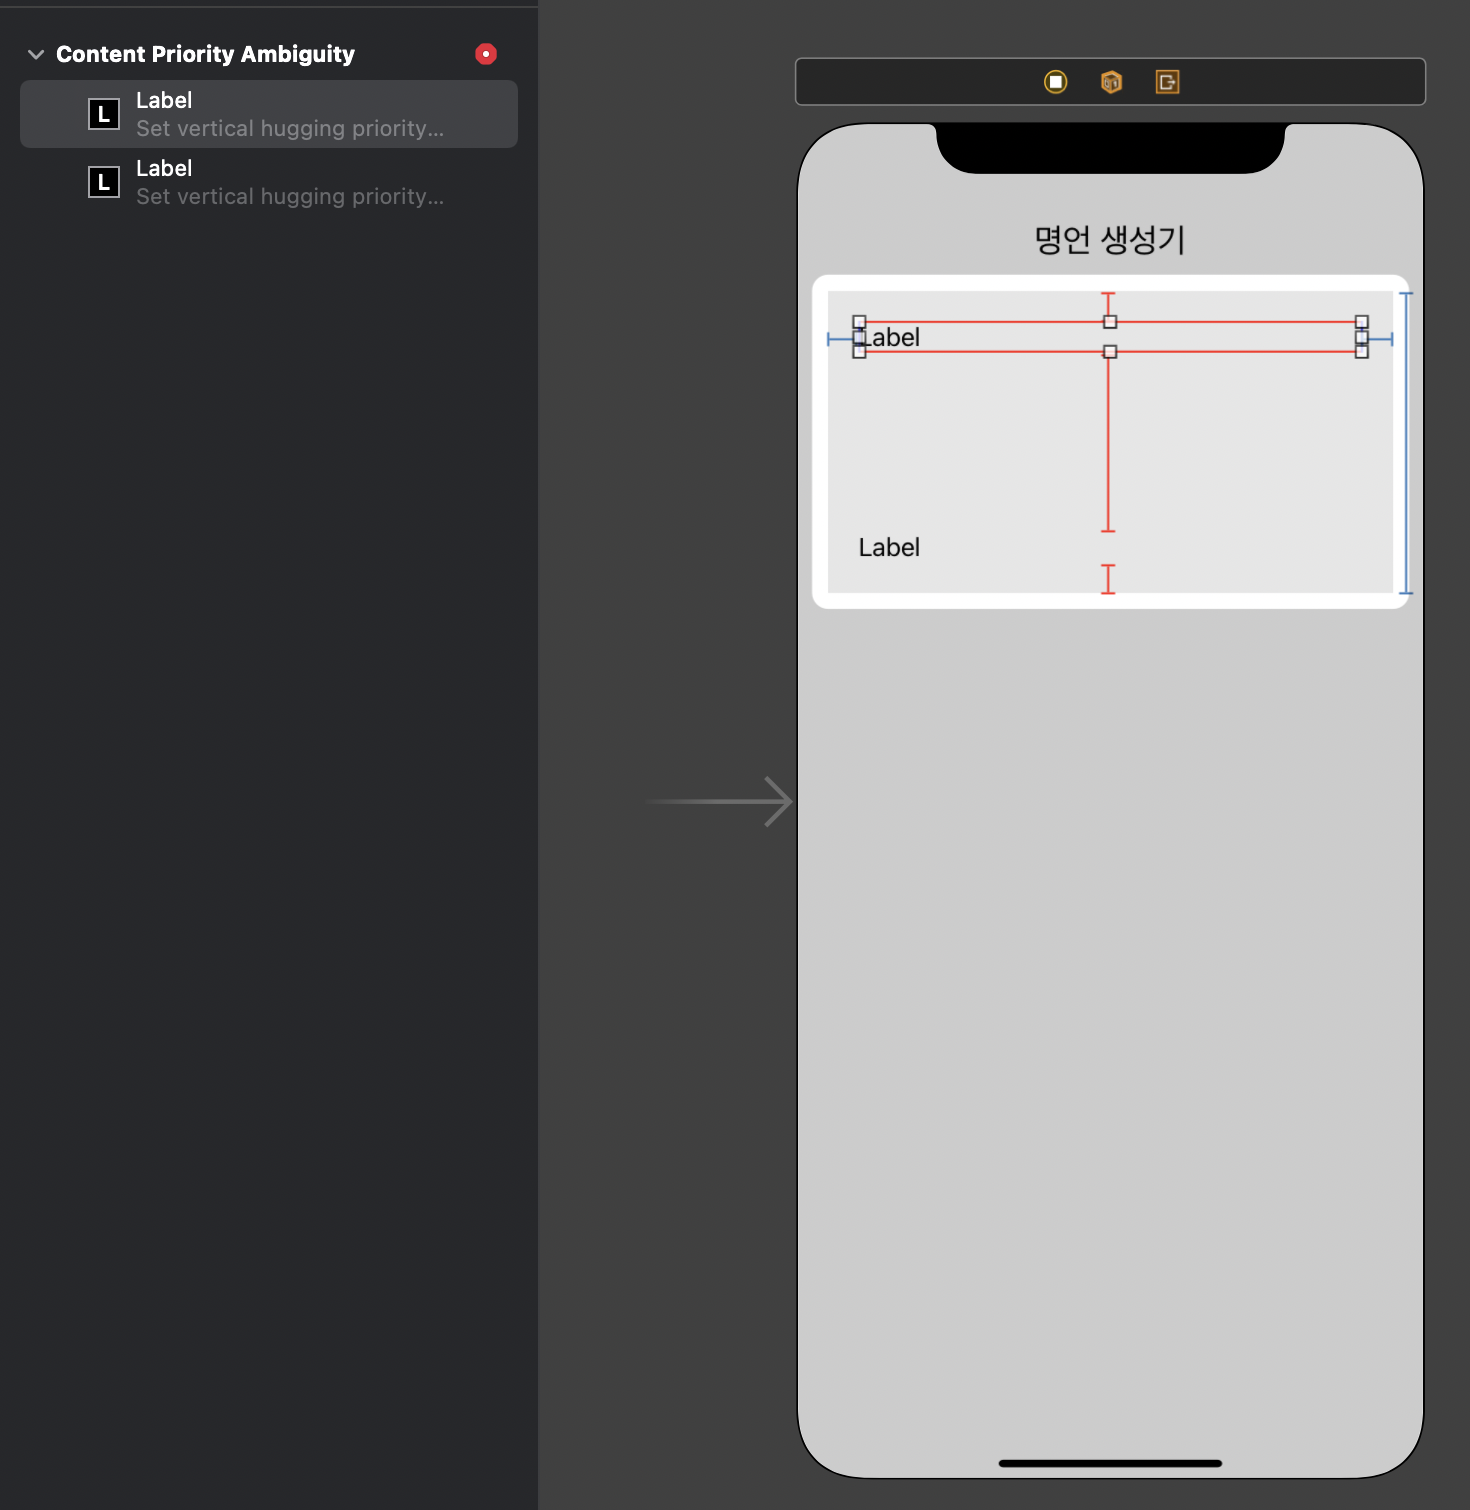 Content Priority Ambiguity
L
Label
Set vertical hugging priority...
L
Label
Set vertical hugging priority...
명언 생성기
Label
Label